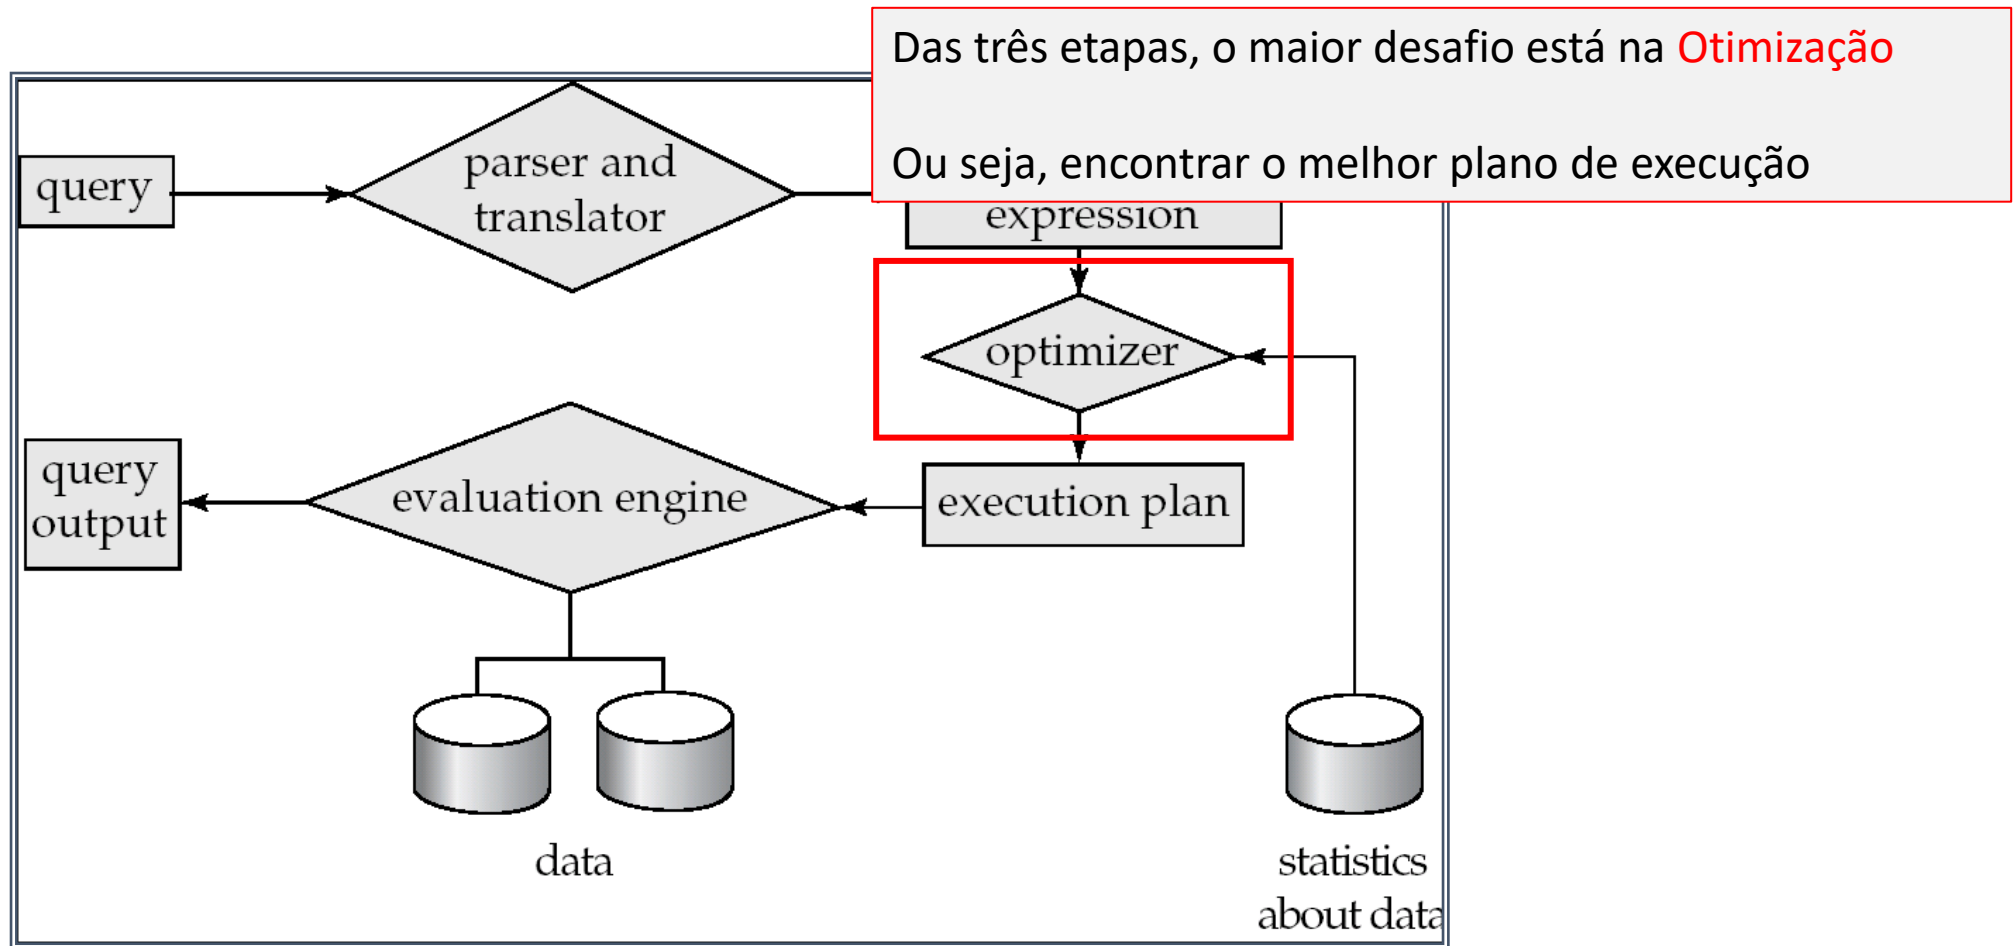 Das três etapas, o maior desafio está na Otimização
Ou seja, encontrar o melhor plano de execução
query
parser and
translator
expression
optimizer
query
output
evaluation engine
execution plan
data
statistics
about data